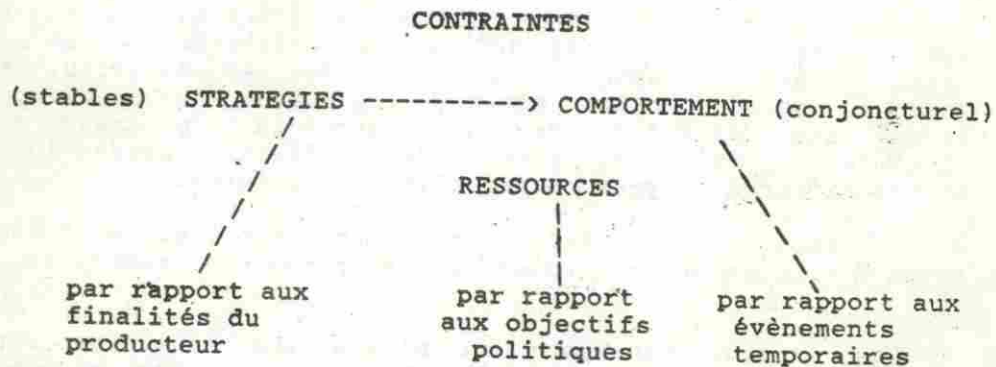 CONTRAINTES
(stables) STRATEGIES ----------> COMPORTEMENT (conjoncturel)
RESSOURCES
par rapport aux finalités du producteur
par rapport aux objectifs politiques
par rapport aux évènements temporaires